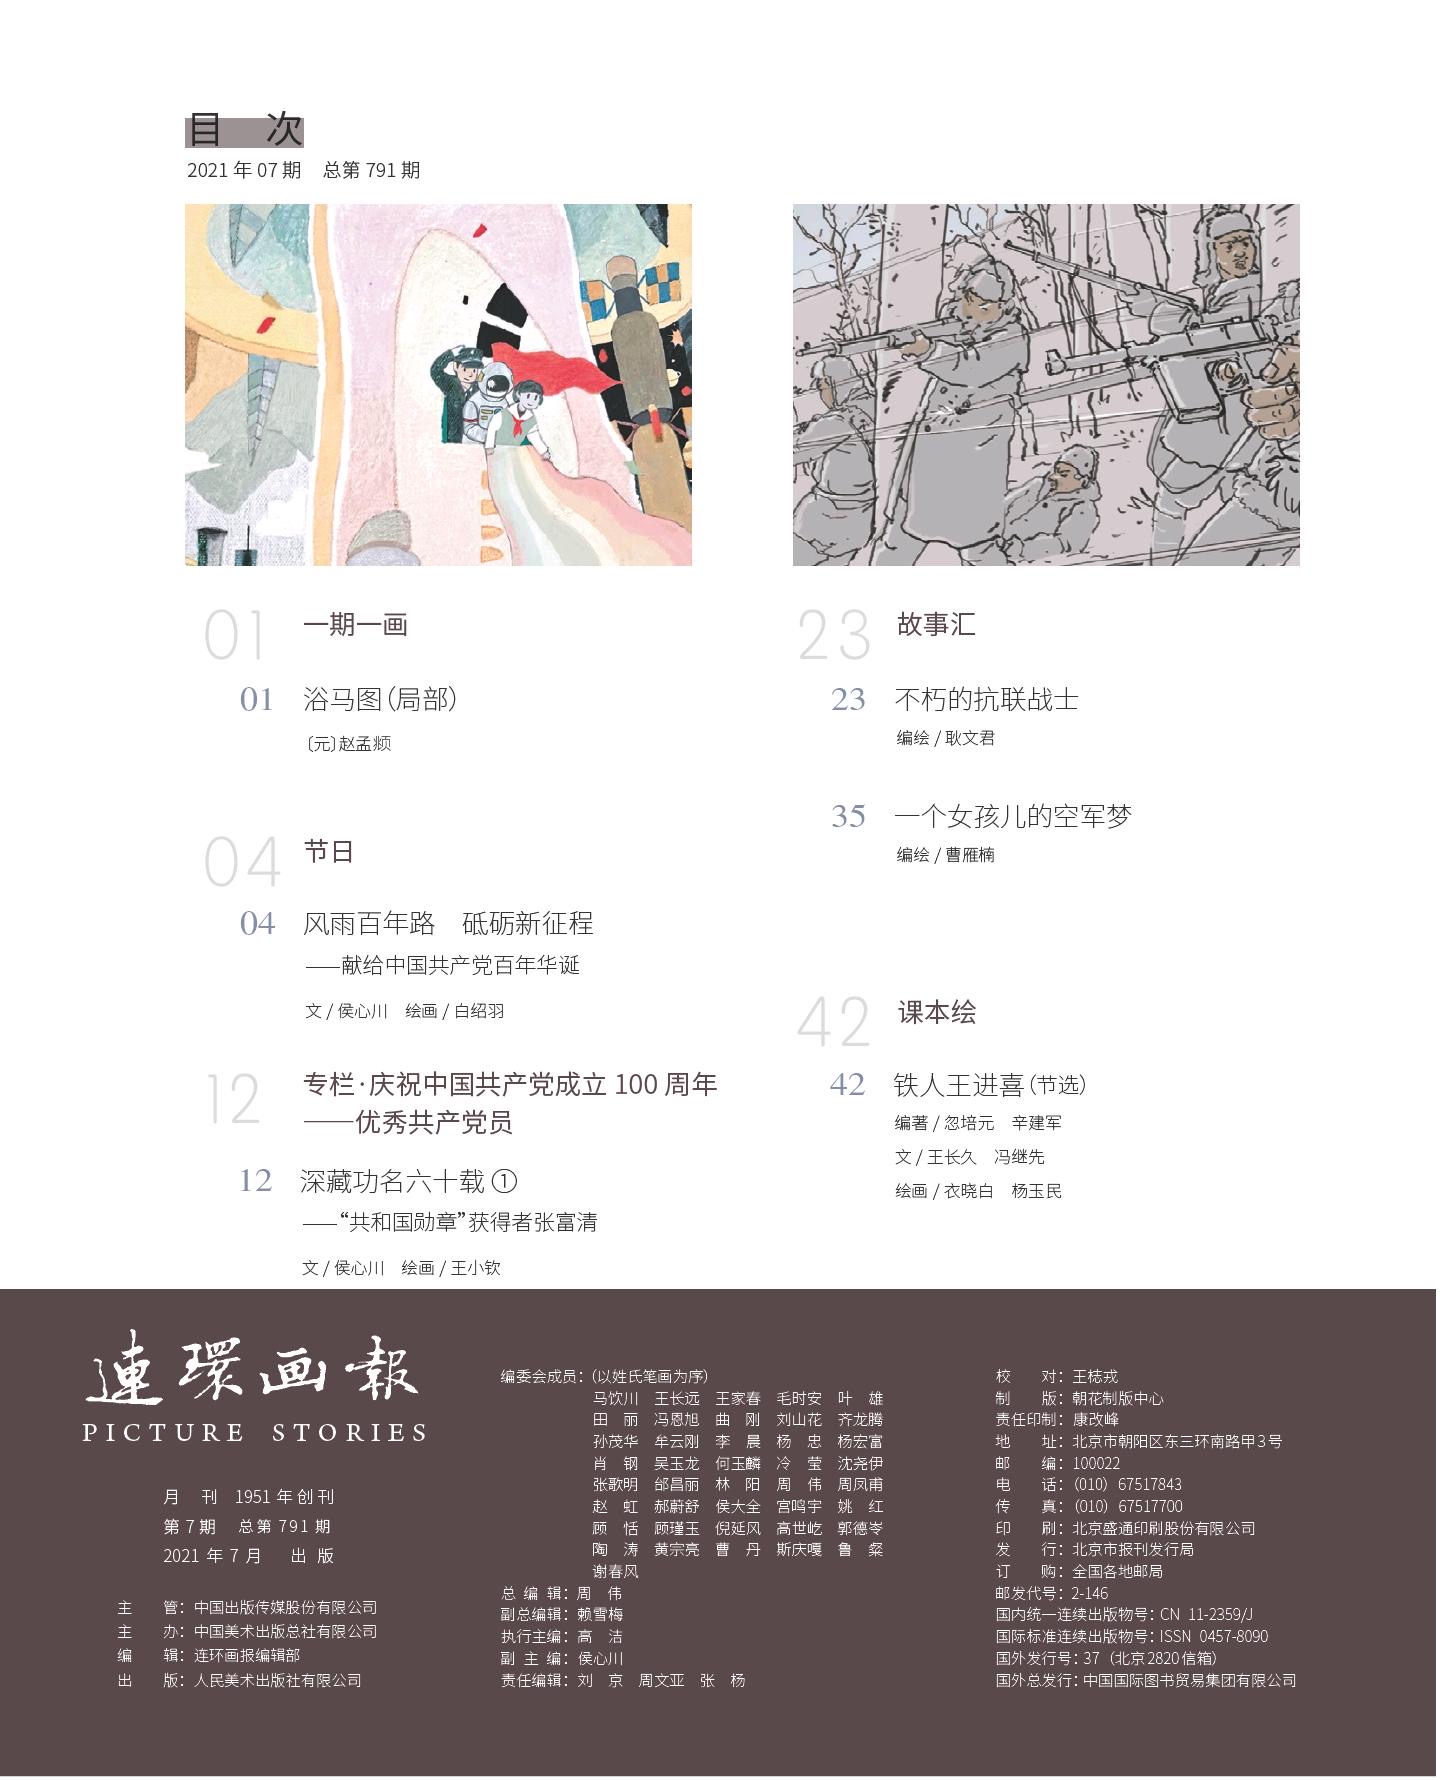 目 次
2021 年 07 期 总第 791 期
01 一期一画
01 浴马图（局部）
〔元〕赵孟頫
04 节日
04 风雨百年路 砥砺新征程
——献给中国共产党百年华诞
文 / 侯心川 绘画 / 白绍羽
12 专栏·庆祝中国共产党成立 100 周年
——优秀共产党员
12 深藏功名六十载 ①
——“共和国勋章”获得者张富清
文 / 侯心川 绘画 / 王小钦
23 故事汇
23 不朽的抗联战士
编绘 / 耿文君
35 一个女孩儿的空军梦
编绘 / 曹雁楠
42 课本绘
42 铁人王进喜（节选）
编著 / 忽培元 辛建军
文 / 王长久 冯继先
绘画 / 衣晓白 杨玉民
連環画報
PICTURE STORIES
月 刊 1951 年创刊
第 7 期 总第 791 期
2021 年 7 月 出 版
主 管：中国出版传媒股份有限公司
主 办：中国美术出版总社有限公司
编 辑：连环画报编辑部
出 版：人民美术出版社有限公司
编委会成员：（以姓氏笔画为序）
马饮川 王长远 王家春 毛时安 叶 雄
田 丽 冯恩旭 曲 刚 刘山花 齐龙腾
孙茂华 牟云刚 李 晨 杨 忠 杨宏富
肖 钢 吴玉龙 何玉麟 冷 莹 沈尧伊
张歌明 邰昌丽 林 阳 周 伟 周凤甫
赵 虹 郝蔚舒 侯大全 宫鸣宇 姚 红
顾 恬 顾瑾玉 倪延风 高世屹 郭德岺
陶 涛 黄宗亮 曹 丹 斯庆嘎 鲁 粲
谢春风
总 编 辑：周 伟
副总编辑：赖雪梅
执行主编：高 洁
副 主 编：侯心川
责任编辑：刘 京 周文亚 张 杨
校 对：王梽戎
制 版：朝花制版中心
责任印制：康改峰
地 址：北京市朝阳区东三环南路甲3号
邮 编：100022
电 话：（010）67517843
传 真：（010）67517700
印 刷：北京盛通印刷股份有限公司
发 行：北京市报刊发行局
订 购：全国各地邮局
邮发代号：2-146
国内统一连续出版物号：CN 11-2359/J
国际标准连续出版物号：ISSN 0457-8090
国外发行号：37（北京2820信箱）
国外总发行：中国国际图书贸易集团有限公司